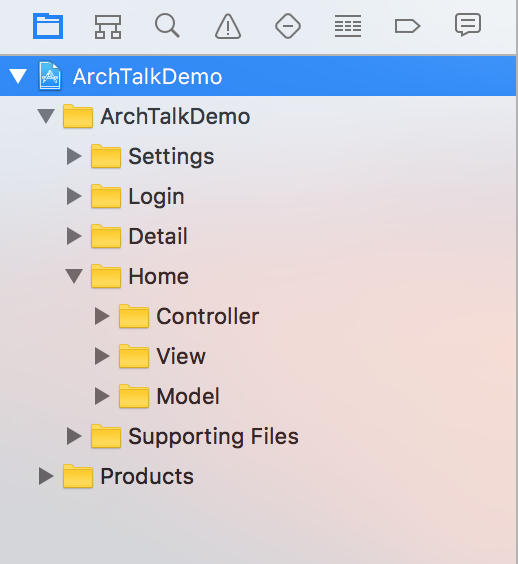 ArchTalkDemo
ArchTalkDemo
Settings
Login
Detail
Home
Controller
View
Model
Supporting Files
Products